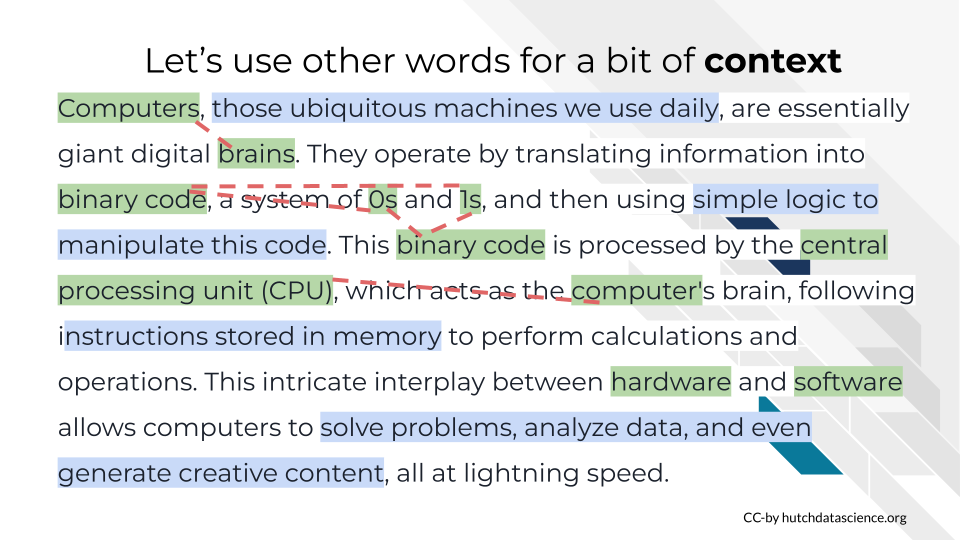 Let’s use other words for a bit of context
Computers, those ubiquitous machines we use daily, are essentially
giant digital brains. They operate by translating information into
binary code, a system of 0s and 1s, and then using simple logic to
manipulate this code. This binary code is processed by the central
processing unit (CPU), which acts as the computer's brain, following
instructions stored in memory to perform calculations and
operations. This intricate interplay between hardware and software
allows computers to solve problems, analyze data, and even
generate creative content, all at lightning speed.
CC-by hutchdatascience.org